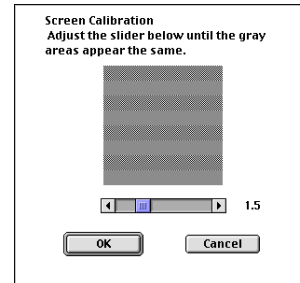 Screen Calibration
Adjust the slider below until the gray
areas appear the same.
1.5
OK Cancel